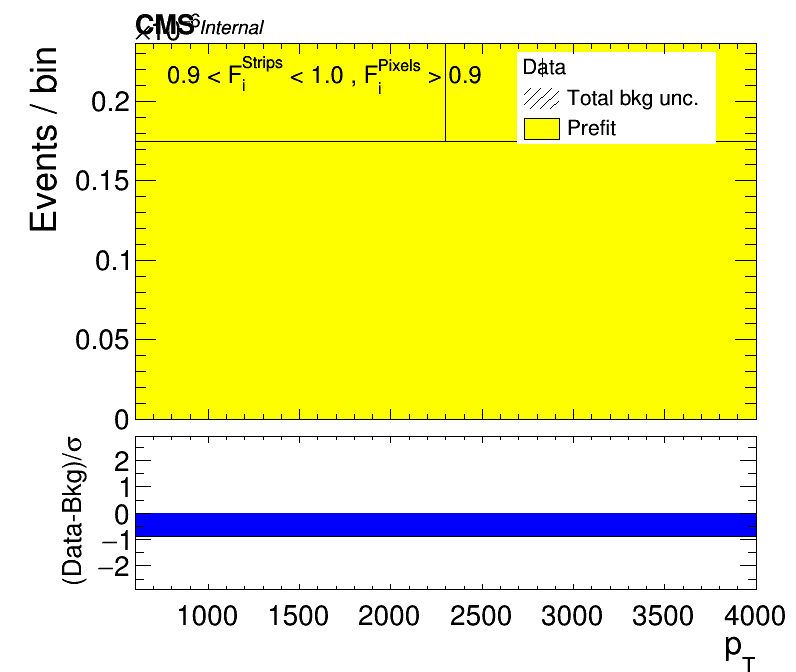 CMS Internal
×10⁻⁶
Events / bin
0.9 < F_i^Strips < 1.0 , F_i^Pixels > 0.9
Data
Total bkg unc.
Prefit
0.2
0.15
0.1
0.05
0
(Data-Bkg)/σ
2
1
0
−1
−2
1000 1500 2000 2500 3000 3500 4000
p_T